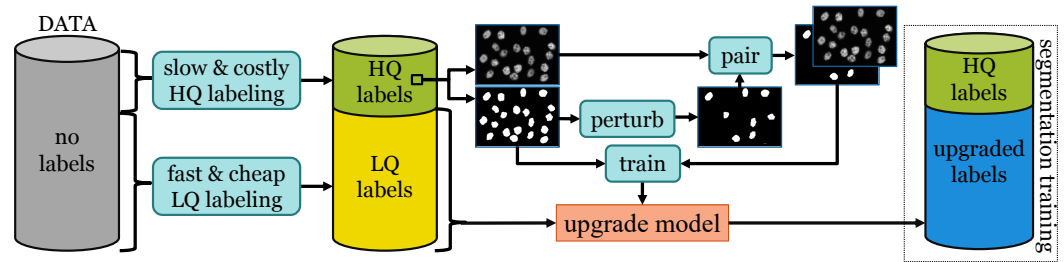 DATA
no
labels
slow & costly
HQ labeling
fast & cheap
LQ labeling
HQ
labels
LQ
labels
perturb
pair
train
upgrade model
HQ
labels
upgraded
labels
segmentation training